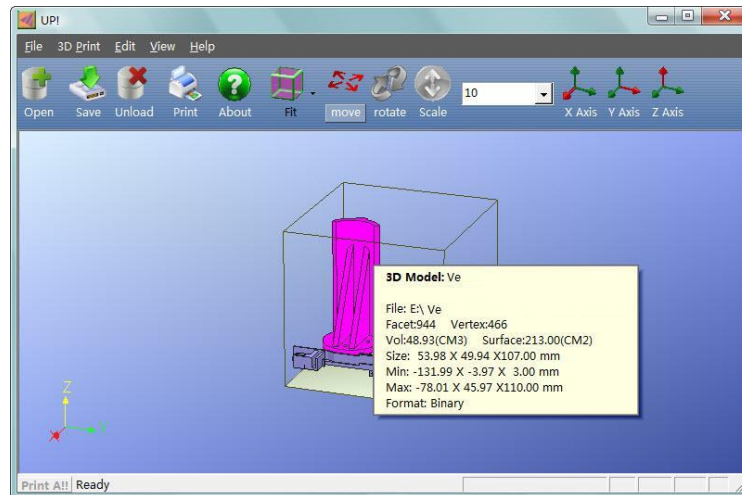 UP!
File 3D Print Edit View Help
10
Open Save Unload Print About Fit move rotate Scale X Axis Y Axis Z Axis
3D Model: Ve
File: E:\ Ve
Facet:944 Vertex:466
Vol:48.93(CM3) Surface:213.00(CM2)
Size: 53.98 X 49.94 X107.00 mm
Min: -131.99 -3.97 X 3.00 mm
Max: -78.01 X 45.97 X110.00 mm
Format: Binary
Z
Y
Print A!! Ready